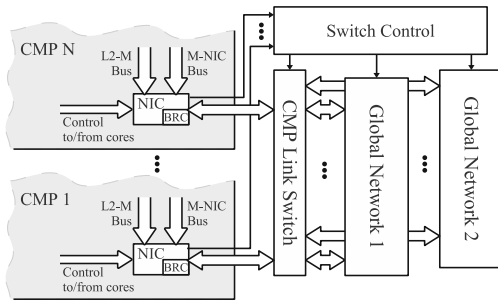 CMP N
L2-M
Bus
M-NIC
Bus
NIC
BRC
Control
to/from cores
Switch Control
CMP Link Switch
Global Network 1
Global Network 2
CMP 1
L2-M
Bus
M-NIC
Bus
NIC
BRC
Control
to/from cores